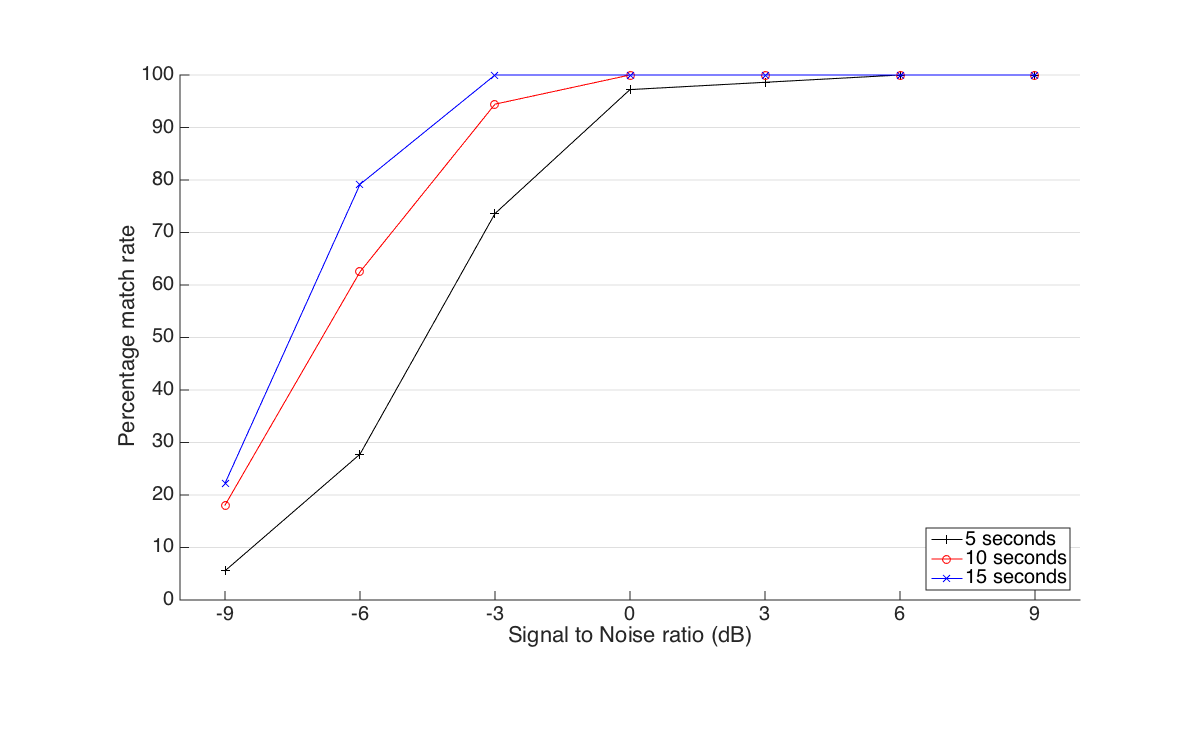 100
90
80
70
60
50
40
30
20
10
0
Percentage match rate
-9 -6 -3 0 3 6 9
Signal to Noise ratio (dB)
5 seconds
10 seconds
15 seconds